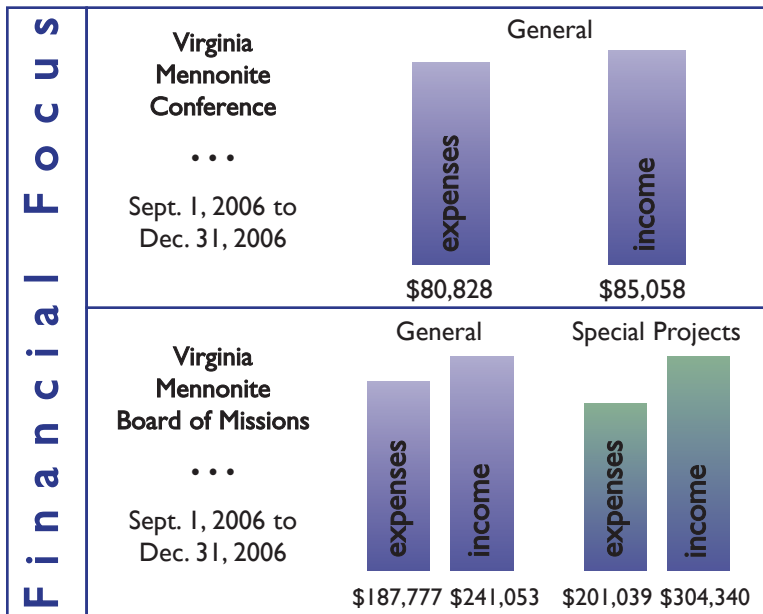 Financial Focus
Virginia
Mennonite
Conference
• • •
Sept. 1, 2006 to
Dec. 31, 2006
General
expenses
income
$80,828
$85,058
Virginia
Mennonite
Board of Missions
• • •
Sept. 1, 2006 to
Dec. 31, 2006
General
expenses
income
$187,777
$241,053
Special Projects
expenses
income
$201,039
$304,340